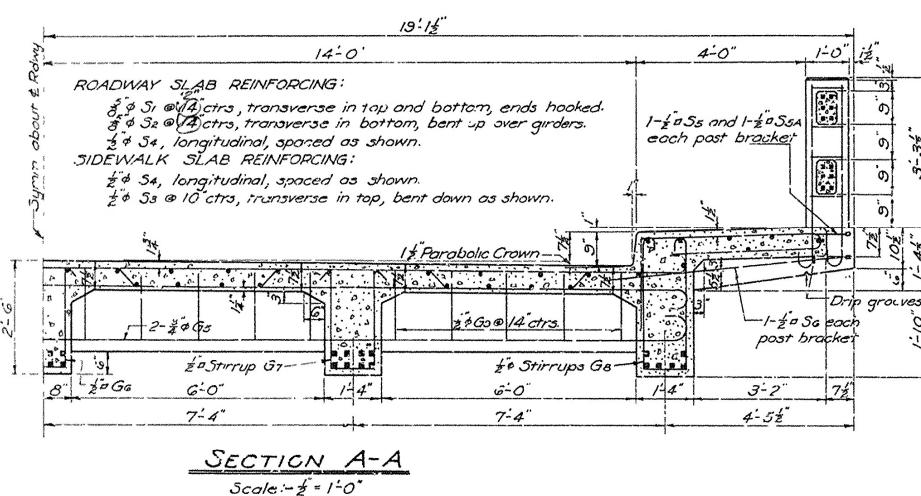 19'-1½"
14'-0"
4'-0"
1'-0"
1½"
Symm about ℄ Rdwy
ROADWAY SLAB REINFORCING:
S1 @ 14" ctrs, transverse in top and bottom, ends hooked.
S2 @ 14" ctrs, transverse in bottom, bent up over girders.
½"ϕ S4, longitudinal, spaced as shown.
SIDEWALK SLAB REINFORCING:
½"ϕ S4, longitudinal, spaced as shown.
½"ϕ S3 @ 10" ctrs, transverse in top, bent down as shown.
1-½"□ S5 and 1-½"□ S5A
each post bracket
9"
9"
9"
9"
3'-3½"
1"
9"
7½"
1½"
1½" Parabolic Crown
7½"
10½"
1'-4½"
6"
1'-10"
Drip grooves
1-½"□ S6 each
post bracket
2'-6"
G5
3"
6"
3"
G3 @ 14" ctrs.
½"□ Stirrup G7
½"ϕ Stirrups G8
½"□ G6
8"
6'-0"
1'-4"
6'-0"
1'-4"
3'-2"
7½"
7'-4"
7'-4"
4'-5½"
SECTION A-A
Scale:- ½" = 1'-0"